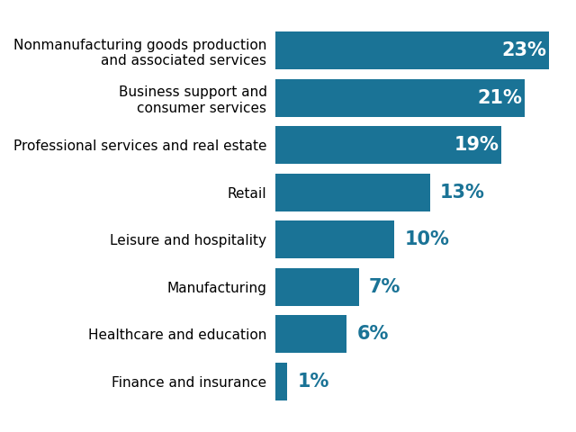 Nonmanufacturing goods production
and associated services
23%
Business support and
consumer services
21%
Professional services and real estate
19%
Retail
13%
Leisure and hospitality
10%
Manufacturing
7%
Healthcare and education
6%
Finance and insurance
1%